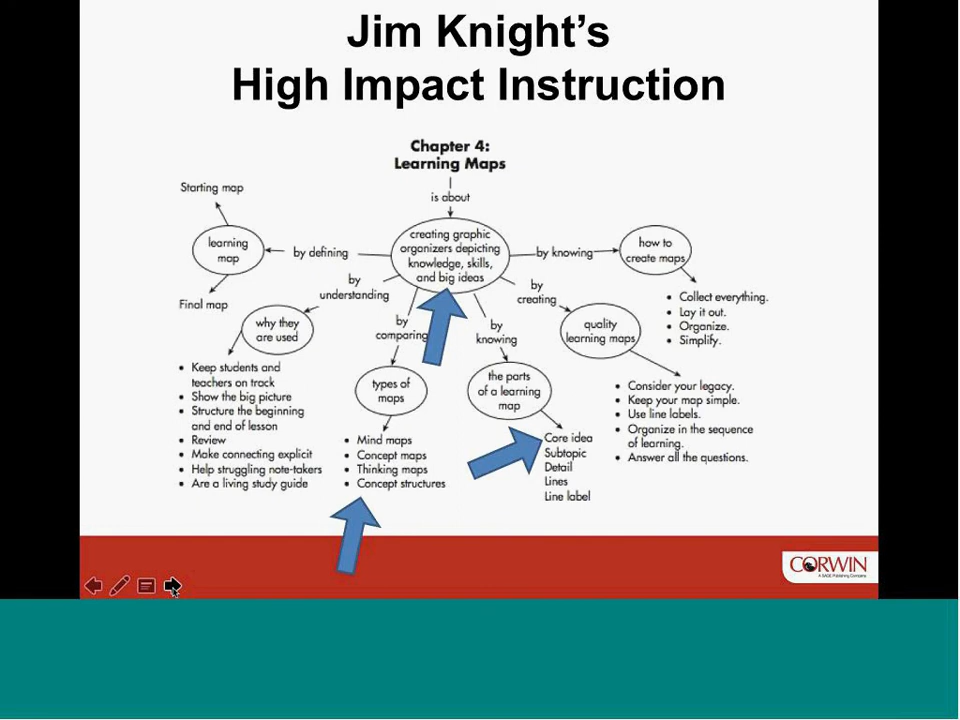 Jim Knight's
High Impact Instruction
Chapter 4:
Learning Maps
is about
creating graphic
organizers depicting
knowledge, skills,
and big ideas
by defining
learning
map
Starting map
Final map
by
understanding
why they
are used
• Keep students and
teachers on track
• Show the big picture
• Structure the beginning
and end of lesson
• Review
• Make connecting explicit
• Help struggling note-takers
• Are a living study guide
by
comparing
types of
maps
• Mind maps
• Concept maps
• Thinking maps
• Concept structures
by
knowing
the parts
of a learning
map
Core idea
Subtopic
Detail
Lines
Line label
by
creating
quality
learning maps
• Consider your legacy.
• Keep your map simple.
• Use line labels.
• Organize in the sequence
of learning.
• Answer all the questions.
by knowing
how to
create maps
• Collect everything.
• Lay it out.
• Organize.
• Simplify.
CORWIN
A SAGE Publishing Company